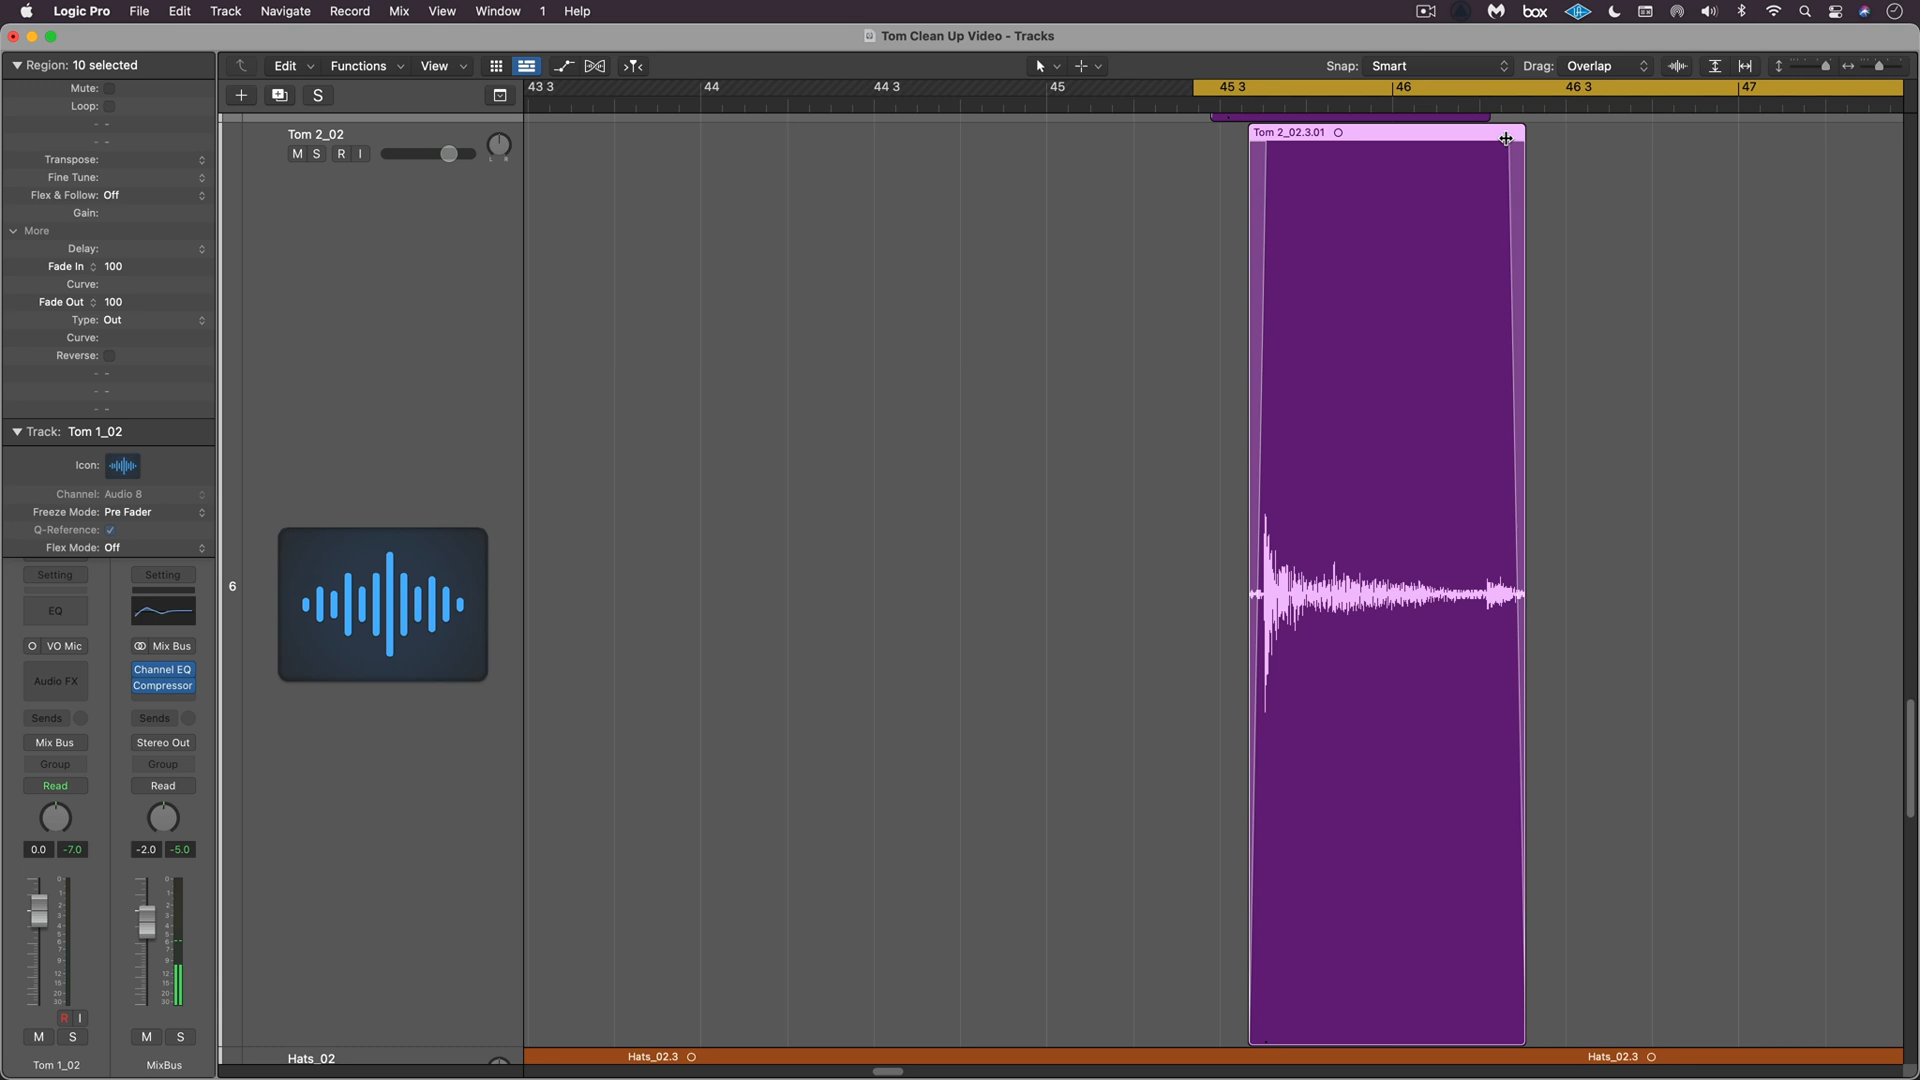 Logic Pro File Edit Track Navigate Record Mix View Window 1 Help box
Tom Clean Up Video - Tracks
Region: 10 selected
Edit Functions View Snap: Smart Drag: Overlap
Mute:
Loop:
43 3 44 44 3 45 45 3 46 46 3 47
S
- -
- -
Transpose:
Fine Tune:
Flex & Follow: Off
Gain:
More
Delay:
Fade In 100
Curve:
Fade Out 100
Type: Out
Curve:
Reverse:
- -
- -
- -
Tom 2_02
M S R I
L R
Tom 2_02.3.01
Track: Tom 1_02
Icon:
Channel: Audio 8
Freeze Mode: Pre Fader
Q-Reference:
Flex Mode: Off
Setting Setting
EQ
6
VO Mic Mix Bus
Audio FX Channel EQ
Compressor
Sends Sends
Mix Bus Stereo Out
Group Group
Read Read
0.0 -7.0 -2.0 -5.0
R I
M S M S
Tom 1_02 MixBus
Hats_02
Hats_02.3 Hats_02.3